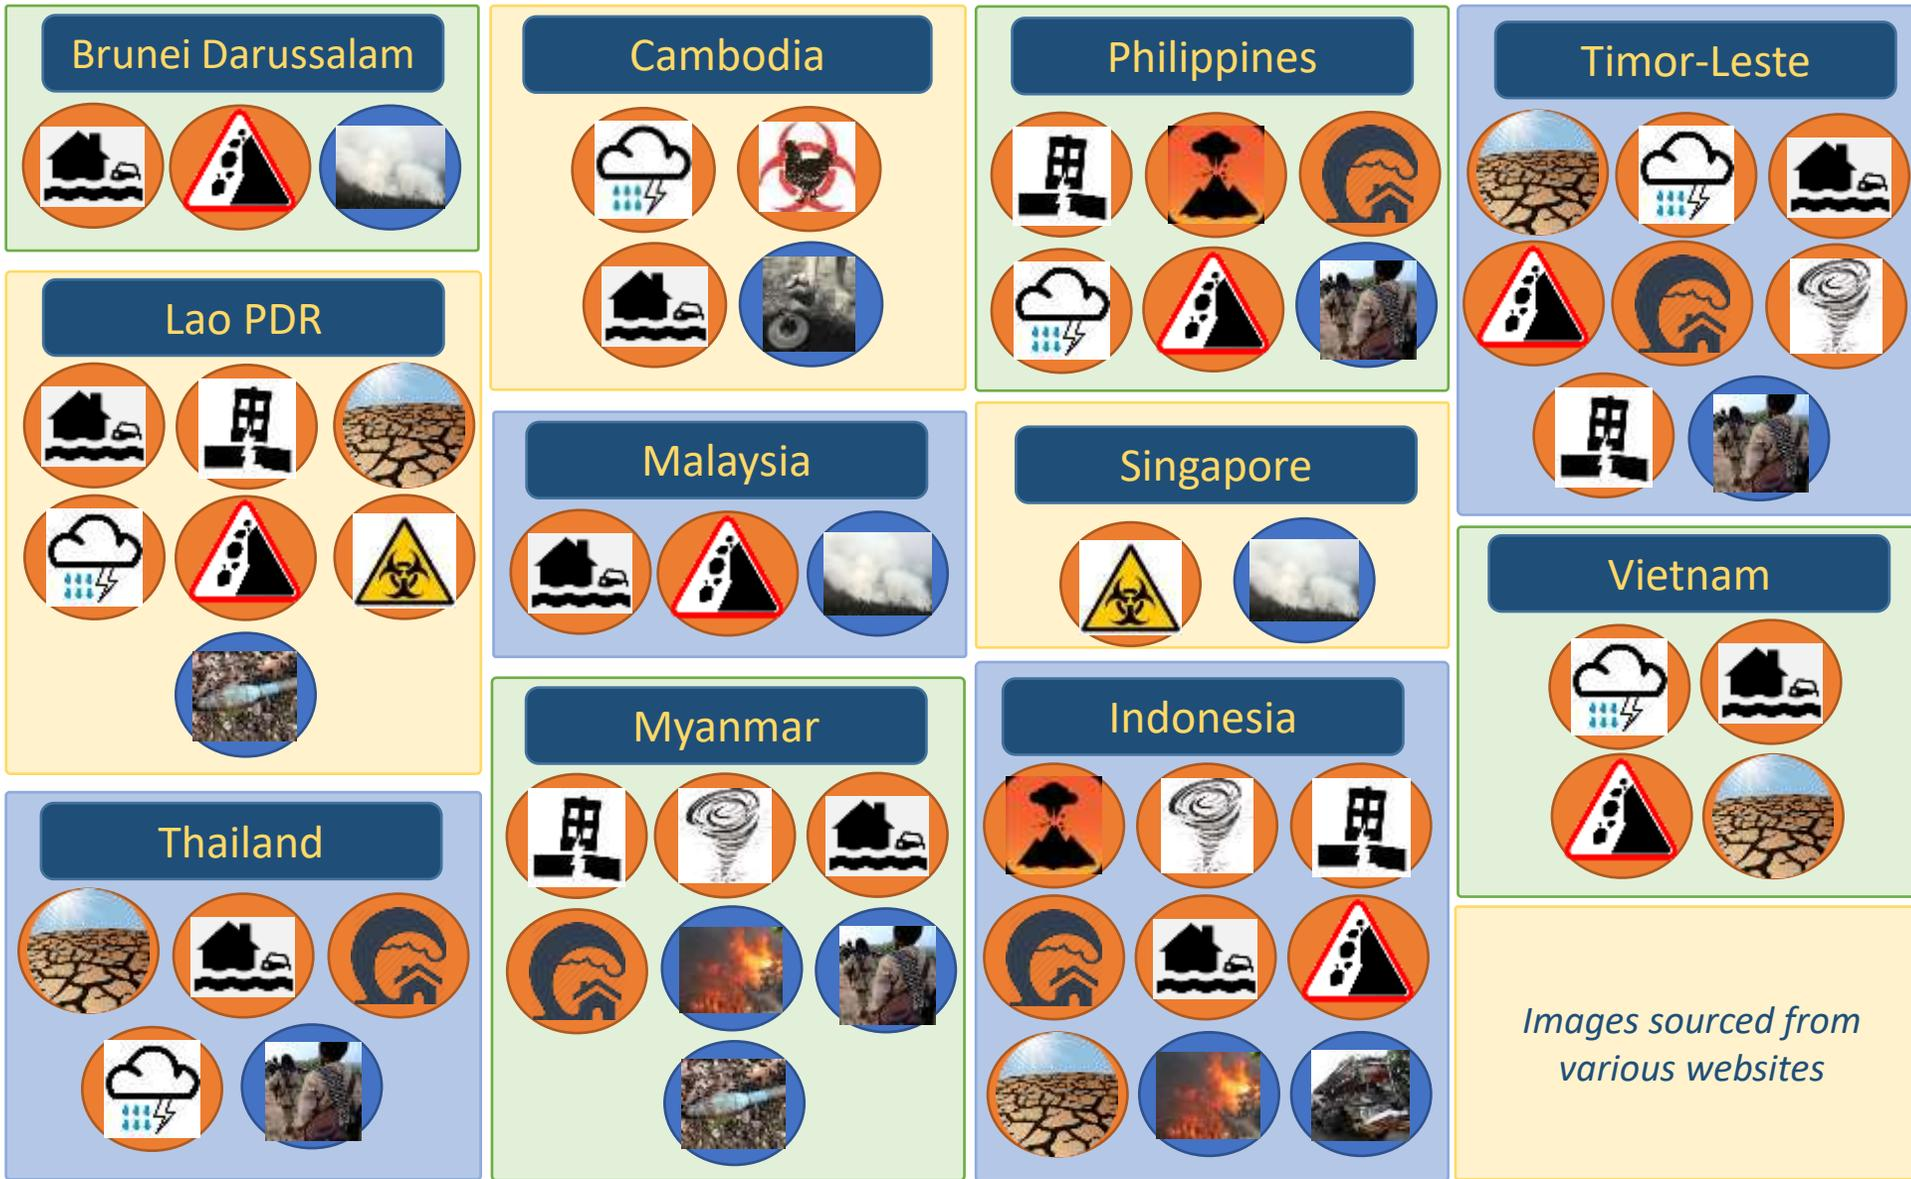 Brunei Darussalam
Cambodia
Philippines
Timor-Leste
Lao PDR
Malaysia
Singapore
Vietnam
Myanmar
Indonesia
Thailand
Images sourced from
various websites